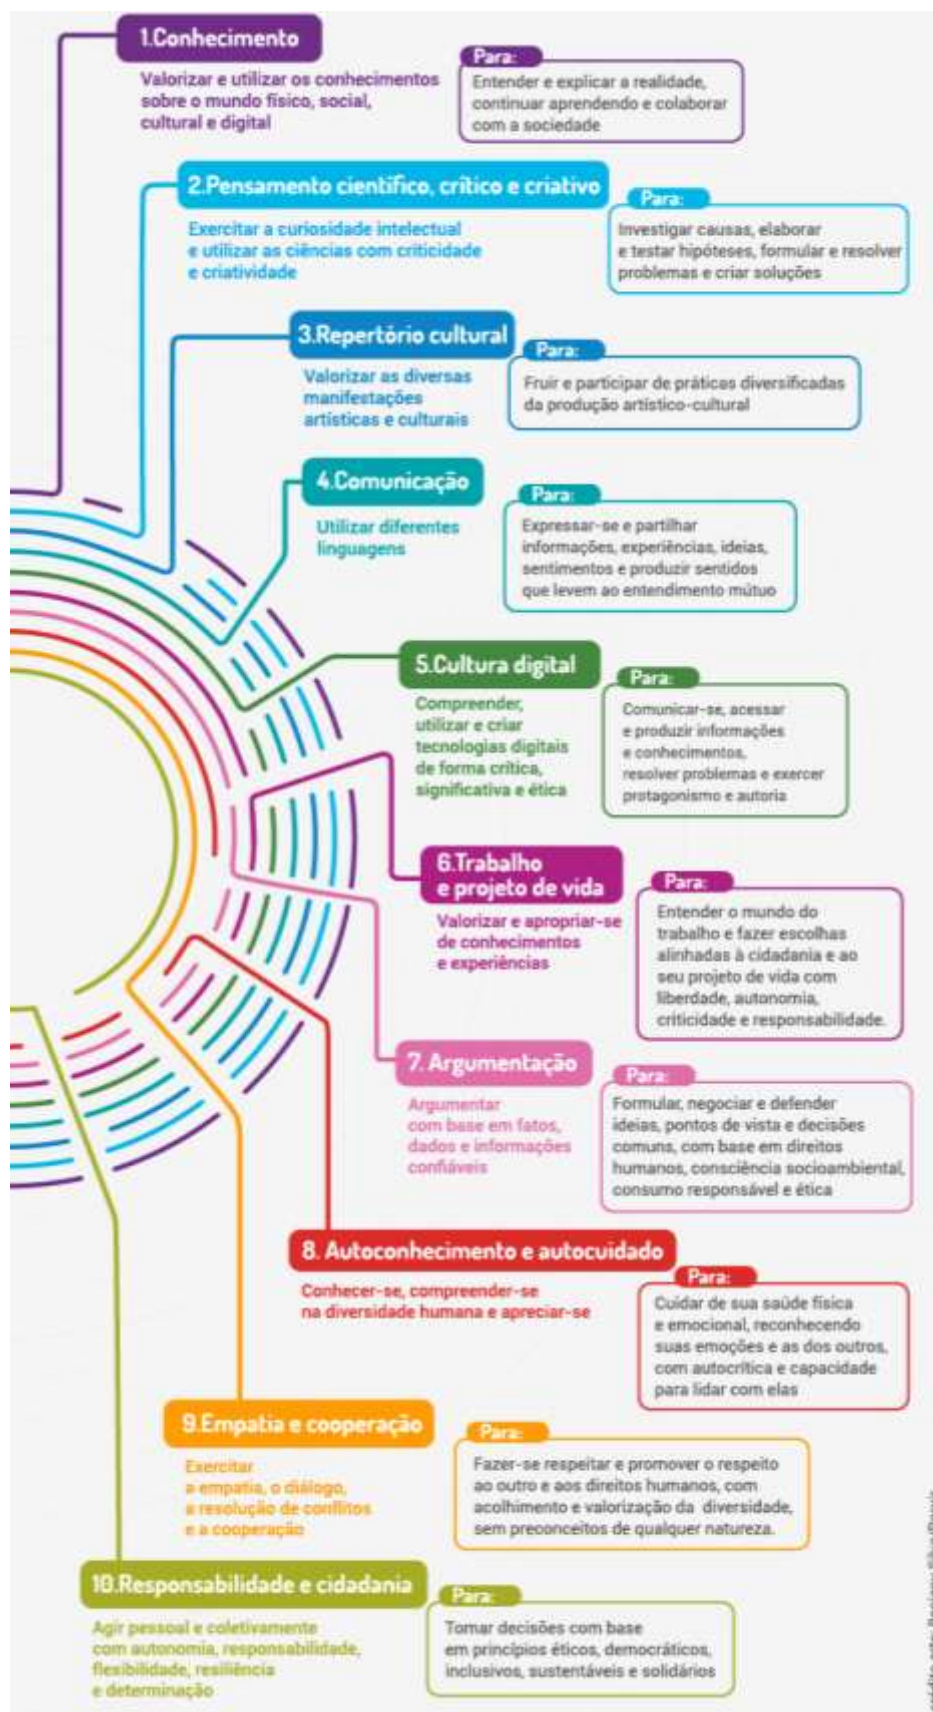 1.Conhecimento
Valorizar e utilizar os conhecimentos
sobre o mundo físico, social,
cultural e digital
Para:
Entender e explicar a realidade,
continuar aprendendo e colaborar
com a sociedade
2.Pensamento científico, crítico e criativo
Exercitar a curiosidade intelectual
e utilizar as ciências com criticidade
e criatividade
Para:
Investigar causas, elaborar
e testar hipóteses, formular e resolver
problemas e criar soluções
3.Repertório cultural
Valorizar as diversas
manifestações
artísticas e culturais
Para:
Fruir e participar de práticas diversificadas
da produção artístico-cultural
4.Comunicação
Utilizar diferentes
linguagens
Para:
Expressar-se e partilhar
informações, experiências, ideias,
sentimentos e produzir sentidos
que levem ao entendimento mútuo
5.Cultura digital
Compreender,
utilizar e criar
tecnologias digitais
de forma crítica,
significativa e ética
Para:
Comunicar-se, acessar
e produzir informações
e conhecimentos,
resolver problemas e exercer
protagonismo e autoria
6.Trabalho
e projeto de vida
Valorizar e apropriar-se
de conhecimentos
e experiências
Para:
Entender o mundo do
trabalho e fazer escolhas
alinhadas à cidadania e ao
seu projeto de vida com
liberdade, autonomia,
criticidade e responsabilidade.
7. Argumentação
Argumentar
com base em fatos,
dados e informações
confiáveis
Para:
Formular, negociar e defender
ideias, pontos de vista e decisões
comuns, com base em direitos
humanos, consciência socioambiental,
consumo responsável e ética
8. Autoconhecimento e autocuidado
Conhecer-se, compreender-se
na diversidade humana e apreciar-se
Para:
Cuidar de sua saúde física
e emocional, reconhecendo
suas emoções e as dos outros,
com autocrítica e capacidade
para lidar com elas
9.Empatia e cooperação
Exercitar
a empatia, o diálogo,
a resolução de conflitos
e a cooperação
Para:
Fazer-se respeitar e promover o respeito
ao outro e aos direitos humanos, com
acolhimento e valorização da diversidade,
sem preconceitos de qualquer natureza.
10.Responsabilidade e cidadania
Agir pessoal e coletivamente
com autonomia, responsabilidade,
flexibilidade, resiliência
e determinação
Para:
Tomar decisões com base
em princípios éticos, democráticos,
inclusivos, sustentáveis e solidários